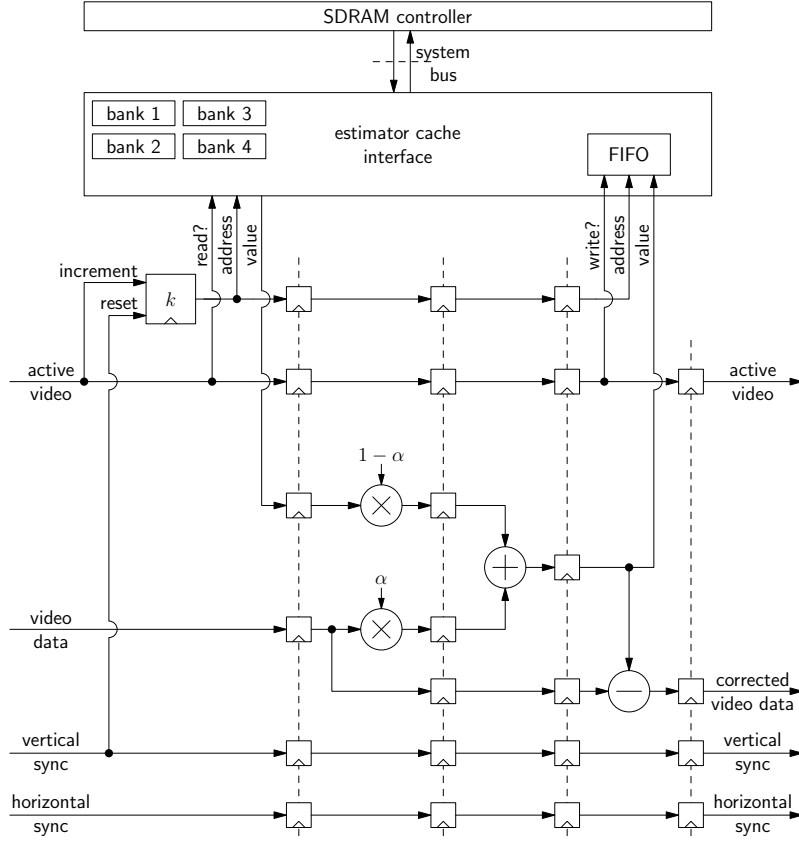 SDRAM controller
system
bus
bank 1
bank 3
bank 2
bank 4
estimator cache
interface
FIFO
read?
address
value
write?
address
value
increment
reset
k
active
video
active
video
1 − α
α
video
data
corrected
video data
vertical
sync
vertical
sync
horizontal
sync
horizontal
sync